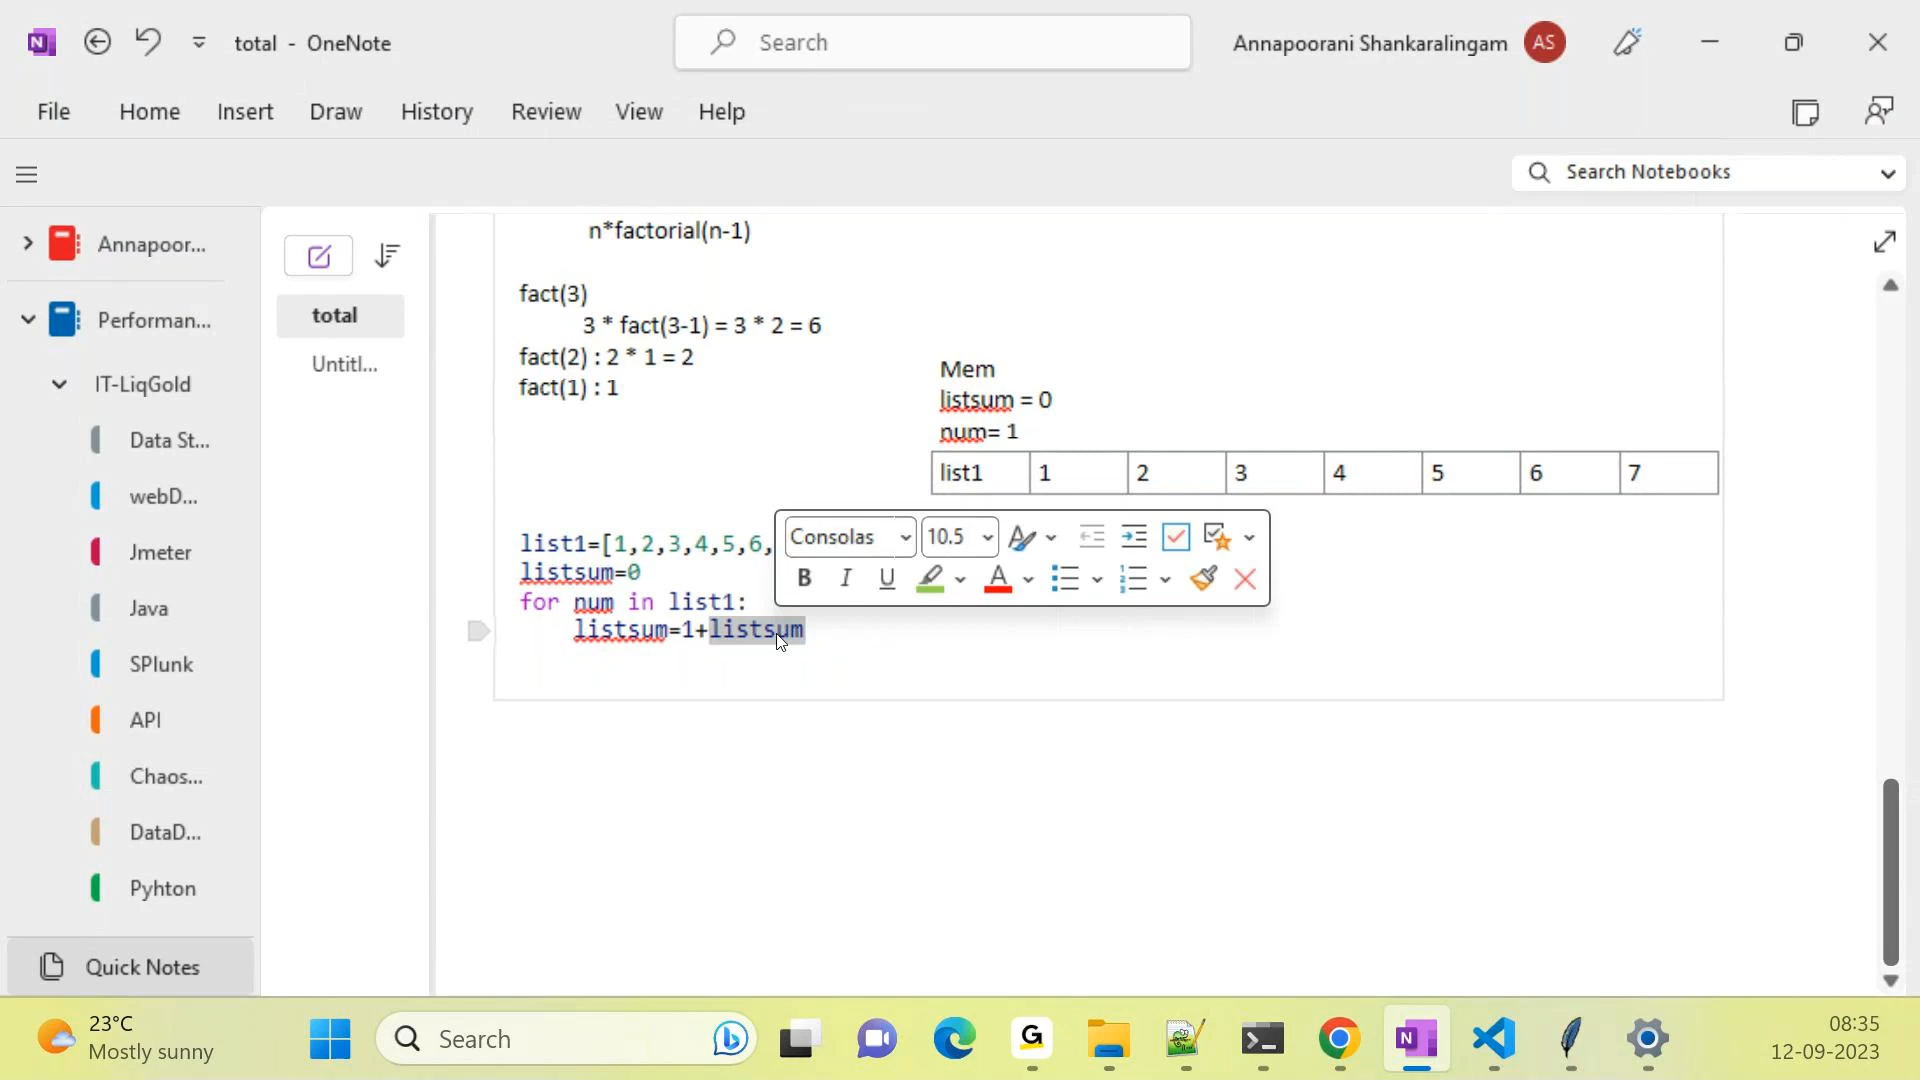 total - OneNote
Search
Annapoorani Shankaralingam
AS
File
Home
Insert
Draw
History
Review
View
Help
Search Notebooks
Annapoor...
Performan...
IT-LiqGold
Data St...
webD...
Jmeter
Java
SPlunk
API
Chaos...
DataD...
Pyhton
Quick Notes
total
Untitl...
n*factorial(n-1)
fact(3)
3 * fact(3-1) = 3 * 2 = 6
fact(2) : 2 * 1 = 2
fact(1) : 1
Mem
listsum = 0
num= 1
list1 1 2 3 4 5 6 7
list1=[1,2,3,4,5,6,
listsum=0
for num in list1:
listsum=1+listsum
Consolas
10.5
B I U A
23°C
Mostly sunny
Search
08:35
12-09-2023